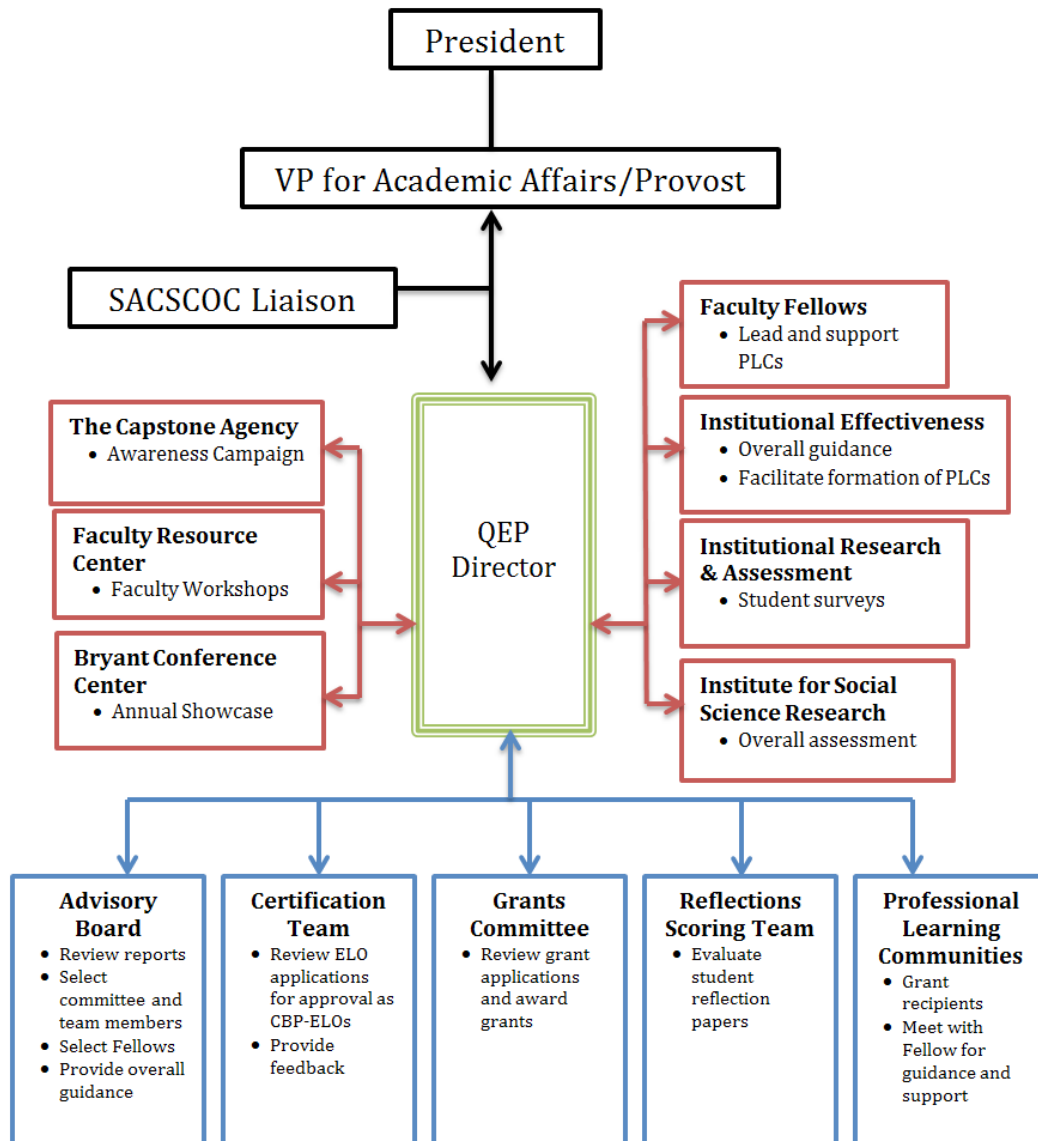 President
VP for Academic Affairs/Provost
SACSCOC Liaison
The Capstone Agency
• Awareness Campaign
Faculty Resource
Center
• Faculty Workshops
Bryant Conference
Center
• Annual Showcase
QEP
Director
Faculty Fellows
• Lead and support
PLCs
Institutional Effectiveness
• Overall guidance
• Facilitate formation of PLCs
Institutional Research
& Assessment
• Student surveys
Institute for Social
Science Research
• Overall assessment
Advisory
Board
• Review reports
• Select
committee and
team members
• Select Fellows
• Provide overall
guidance
Certification
Team
• Review ELO
applications
for approval as
CBP-ELOs
• Provide
feedback
Grants
Committee
• Review grant
applications
and award
grants
Reflections
Scoring Team
• Evaluate
student
reflection
papers
Professional
Learning
Communities
• Grant
recipients
• Meet with
Fellow for
guidance and
support